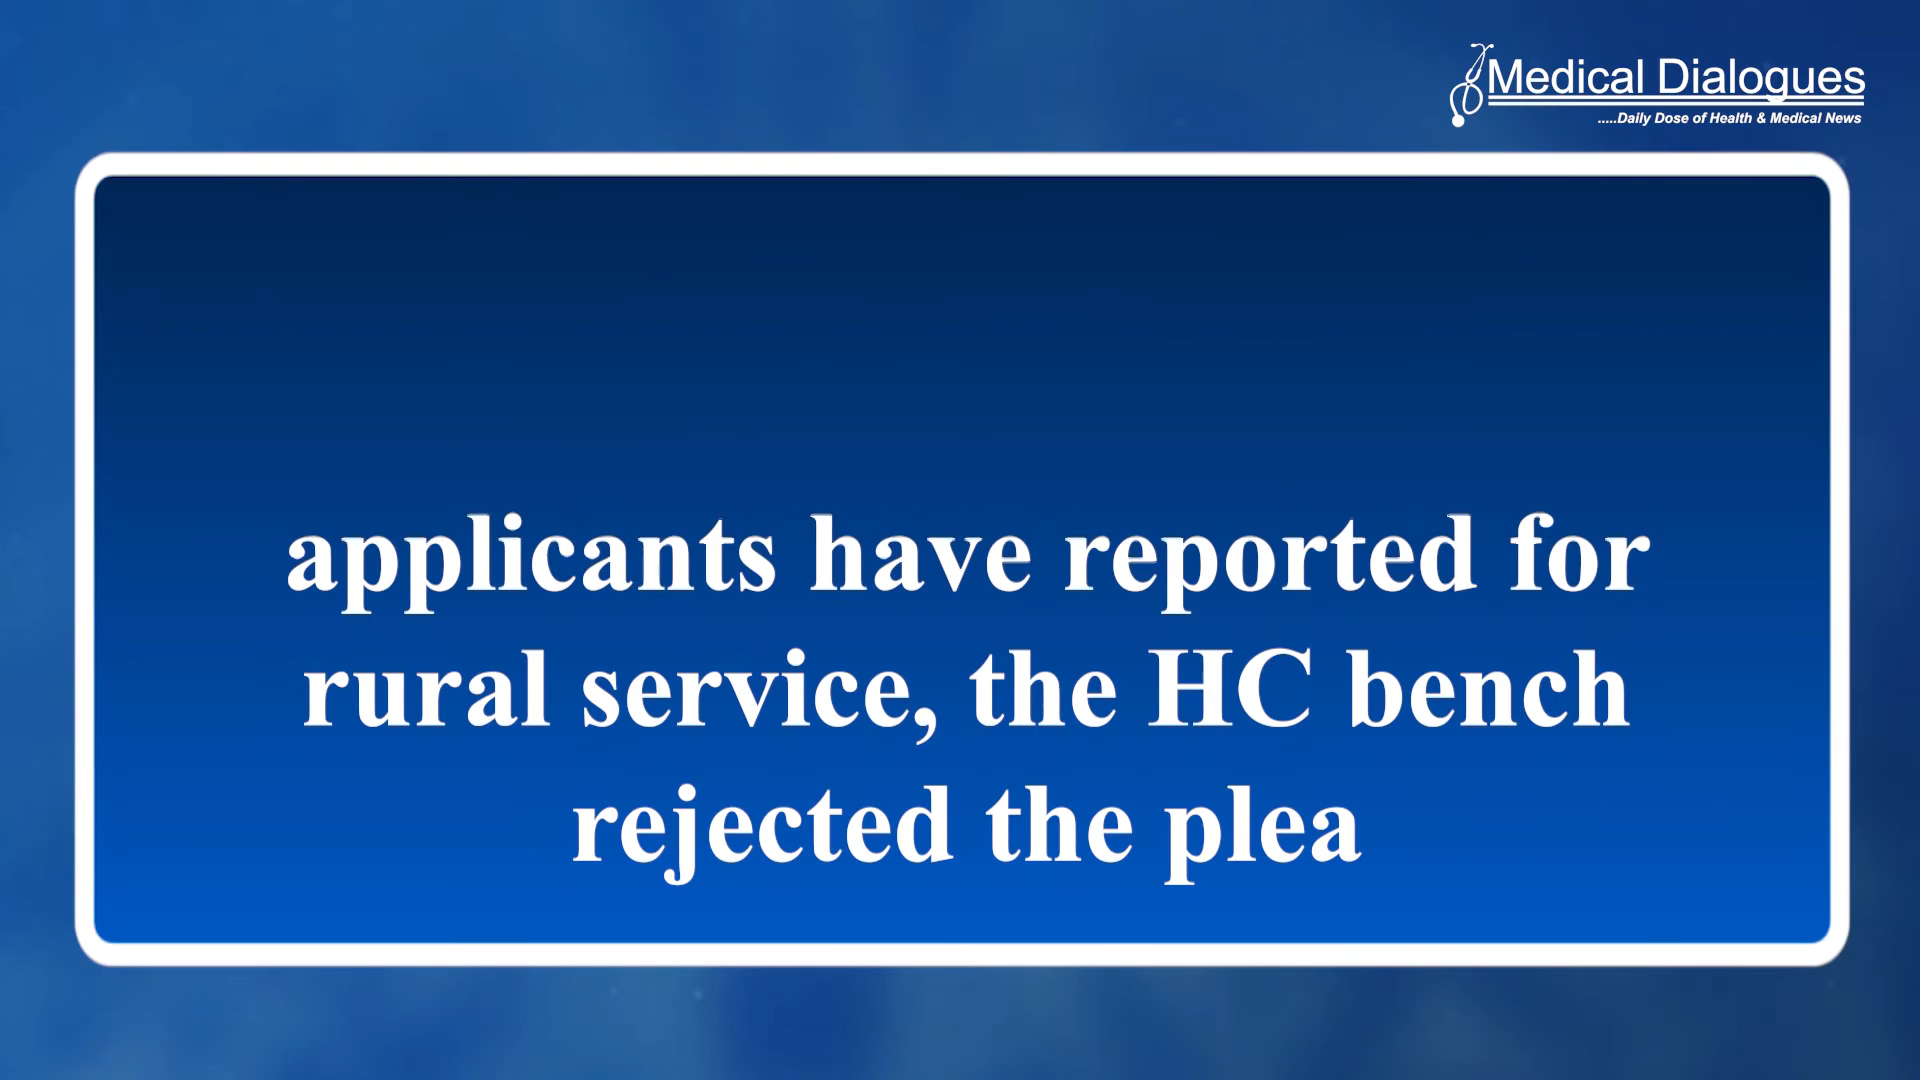 Medical Dialogues
.....Daily Dose of Health & Medical News
applicants have reported for
rural service, the HC bench
rejected the plea